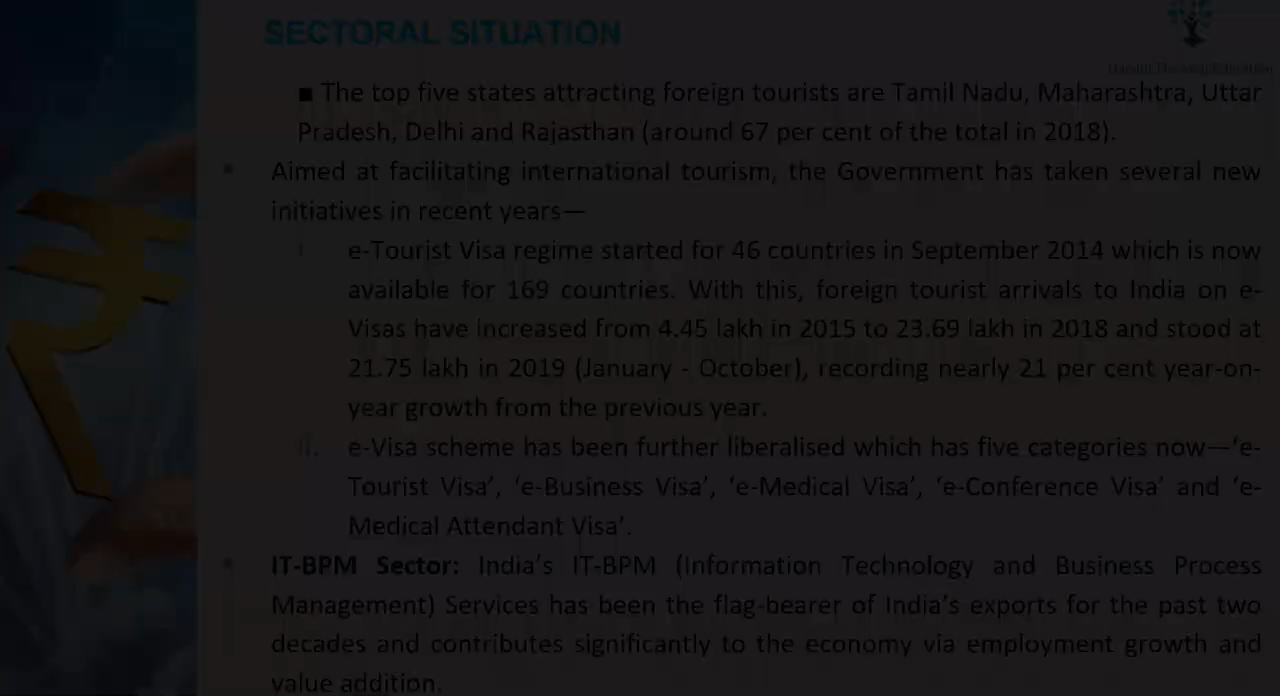 SECTORAL SITUATION
■ The top five states attracting foreign tourists are Tamil Nadu, Maharashtra, Uttar
Pradesh, Delhi and Rajasthan (around 67 per cent of the total in 2018).
Aimed at facilitating international tourism, the Government has taken several new
initiatives in recent years—
i. e-Tourist Visa regime started for 46 countries in September 2014 which is now
available for 169 countries. With this, foreign tourist arrivals to India on e-
Visas have increased from 4.45 lakh in 2015 to 23.69 lakh in 2018 and stood at
21.75 lakh in 2019 (January - October), recording nearly 21 per cent year-on-
year growth from the previous year.
ii. e-Visa scheme has been further liberalised which has five categories now—‘e-
Tourist Visa’, ‘e-Business Visa’, ‘e-Medical Visa’, ‘e-Conference Visa’ and ‘e-
Medical Attendant Visa’.
IT-BPM Sector: India’s IT-BPM (Information Technology and Business Process
Management) Services has been the flag-bearer of India’s exports for the past two
decades and contributes significantly to the economy via employment growth and
value addition.